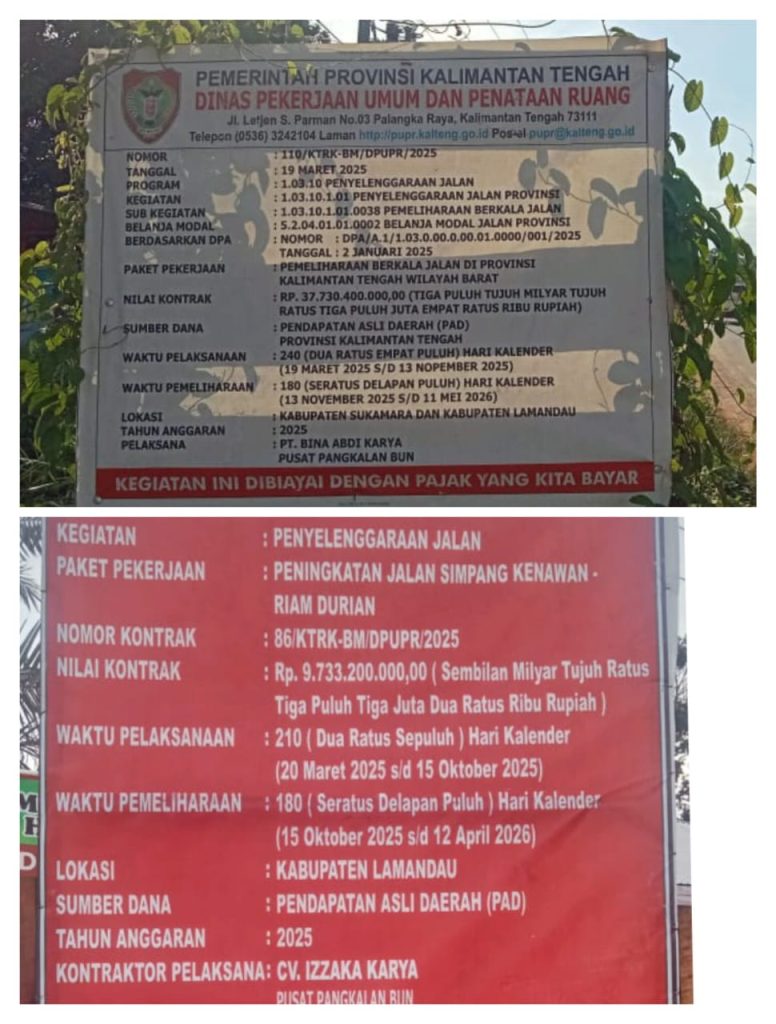 PEMERINTAH PROVINSI KALIMANTAN TENGAH
DINAS PEKERJAAN UMUM DAN PENATAAN RUANG
Jl. Letjen S. Parman No.03 Palangka Raya, Kalimantan Tengah 73111
Telepon (0536) 3242104 Laman http://pupr.kalteng.go.id Posel pupr@kalteng.go.id
NOMOR : 110/KTRK-BM/DPUPR/2025
TANGGAL : 19 MARET 2025
PROGRAM : 1.03.10 PENYELENGGARAAN JALAN
KEGIATAN : 1.03.10.1.01 PENYELENGGARAAN JALAN PROVINSI
SUB KEGIATAN : 1.03.10.1.01.0038 PEMELIHARAAN BERKALA JALAN
BELANJA MODAL : 5.2.04.01.01.0002 BELANJA MODAL JALAN PROVINSI
BERDASARKAN DPA : NOMOR : DPA/A.1/1.03.0.00.0.00.01.0000/001/2025
TANGGAL : 2 JANUARI 2025
PAKET PEKERJAAN : PEMELIHARAAN BERKALA JALAN DI PROVINSI
KALIMANTAN TENGAH WILAYAH BARAT
NILAI KONTRAK : RP. 37.730.400.000,00 (TIGA PULUH TUJUH MILYAR TUJUH
RATUS TIGA PULUH JUTA EMPAT RATUS RIBU RUPIAH)
SUMBER DANA : PENDAPATAN ASLI DAERAH (PAD)
PROVINSI KALIMANTAN TENGAH
WAKTU PELAKSANAAN : 240 (DUA RATUS EMPAT PULUH) HARI KALENDER
(19 MARET 2025 S/D 13 NOPEMBER 2025)
WAKTU PEMELIHARAAN : 180 (SERATUS DELAPAN PULUH) HARI KALENDER
(13 NOVEMBER 2025 S/D 11 MEI 2026)
LOKASI : KABUPATEN SUKAMARA DAN KABUPATEN LAMANDAU
TAHUN ANGGARAN : 2025
PELAKSANA : PT. BINA ABDI KARYA
PUSAT PANGKALAN BUN
KEGIATAN INI DIBIAYAI DENGAN PAJAK YANG KITA BAYAR
KEGIATAN : PENYELENGGARAAN JALAN
PAKET PEKERJAAN : PENINGKATAN JALAN SIMPANG KENAWAN -
RIAM DURIAN
NOMOR KONTRAK : 86/KTRK-BM/DPUPR/2025
NILAI KONTRAK : Rp. 9.733.200.000,00 ( Sembilan Milyar Tujuh Ratus
Tiga Puluh Tiga Juta Dua Ratus Ribu Rupiah )
WAKTU PELAKSANAAN : 210 ( Dua Ratus Sepuluh ) Hari Kalender
(20 Maret 2025 s/d 15 Oktober 2025)
WAKTU PEMELIHARAAN : 180 ( Seratus Delapan Puluh ) Hari Kalender
(15 Oktober 2025 s/d 12 April 2026)
LOKASI : KABUPATEN LAMANDAU
SUMBER DANA : PENDAPATAN ASLI DAERAH (PAD)
TAHUN ANGGARAN : 2025
KONTRAKTOR PELAKSANA : CV. IZZAKA KARYA
PUSAT PANGKALAN BUN